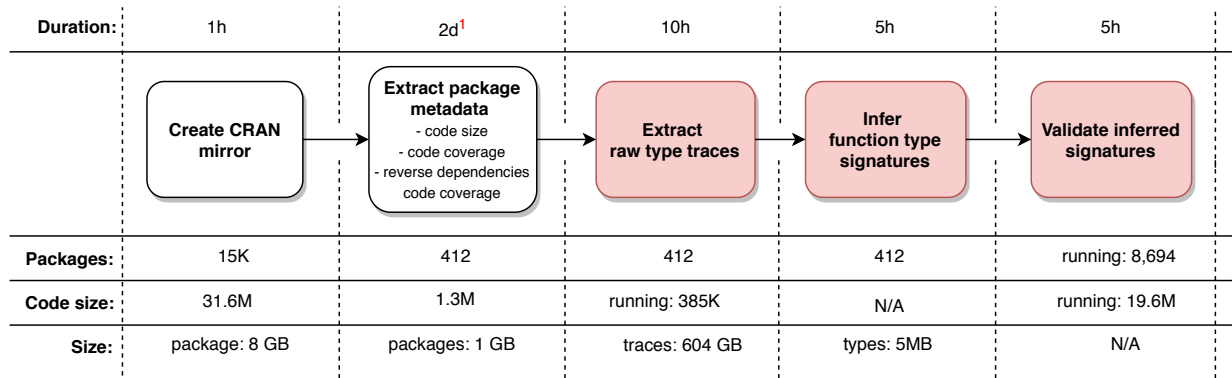 Duration: 1h 2d1 10h 5h 5h
Create CRAN
mirror
Extract package
metadata
- code size
- code coverage
- reverse dependencies
code coverage
Extract
raw type traces
Infer
function type
signatures
Validate inferred
signatures
Packages: 15K 412 412 412 running: 8,694
Code size: 31.6M 1.3M running: 385K N/A running: 19.6M
Size: package: 8 GB packages: 1 GB traces: 604 GB types: 5MB N/A